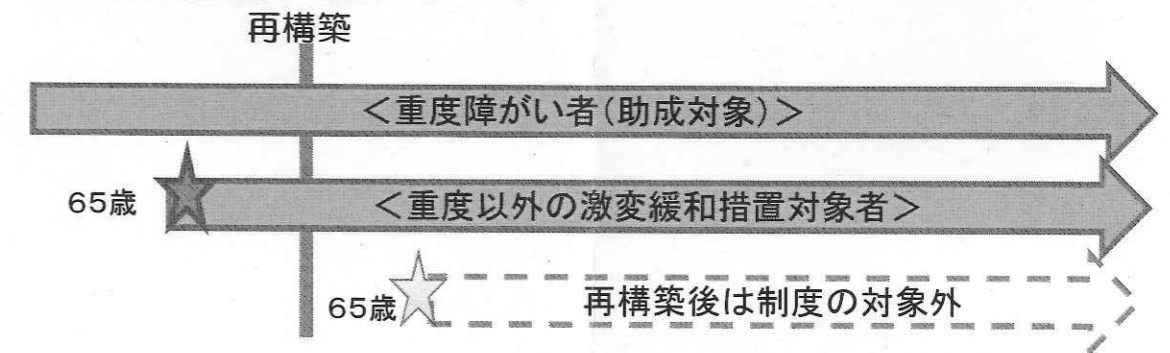 再構築
＜重度障がい者（助成対象）＞
65歳
＜重度以外の激変緩和措置対象者＞
65歳
再構築後は制度の対象外